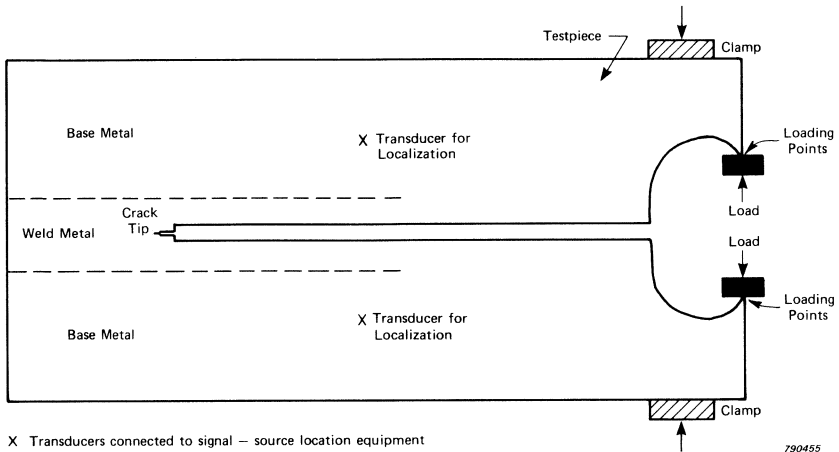 Testpiece
Clamp
Base Metal
X Transducer for
Localization
Loading
Points
Crack
Tip
Weld Metal
Load
Load
Loading
Points
Base Metal
X Transducer for
Localization
Clamp
X Transducers connected to signal – source location equipment
790455